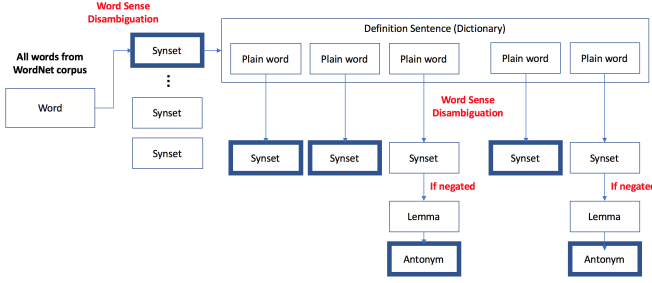 Word Sense
Disambiguation
Definition Sentence (Dictionary)
All words from
WordNet corpus
Synset
Plain word
Plain word
Plain word
Plain word
Plain word
...
Word
Synset
Synset
Word Sense
Disambiguation
Synset
Synset
Synset
Synset
Synset
If negated
If negated
Lemma
Lemma
Antonym
Antonym